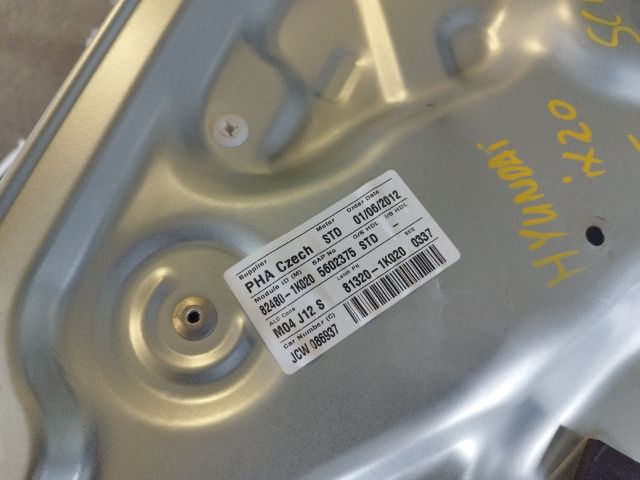 Supplier Motor Order Date
PHA Czech STD 01/06/2012
Module ID (M) SAP No O/S HDL I/S HDL
82480-1K020 5602375 STD -
ALC Code Latch PN SEQ
M04 J12 S 81320-1K020 0337
Car Number (C)
JCW 086937
HYUNDAI
ix20